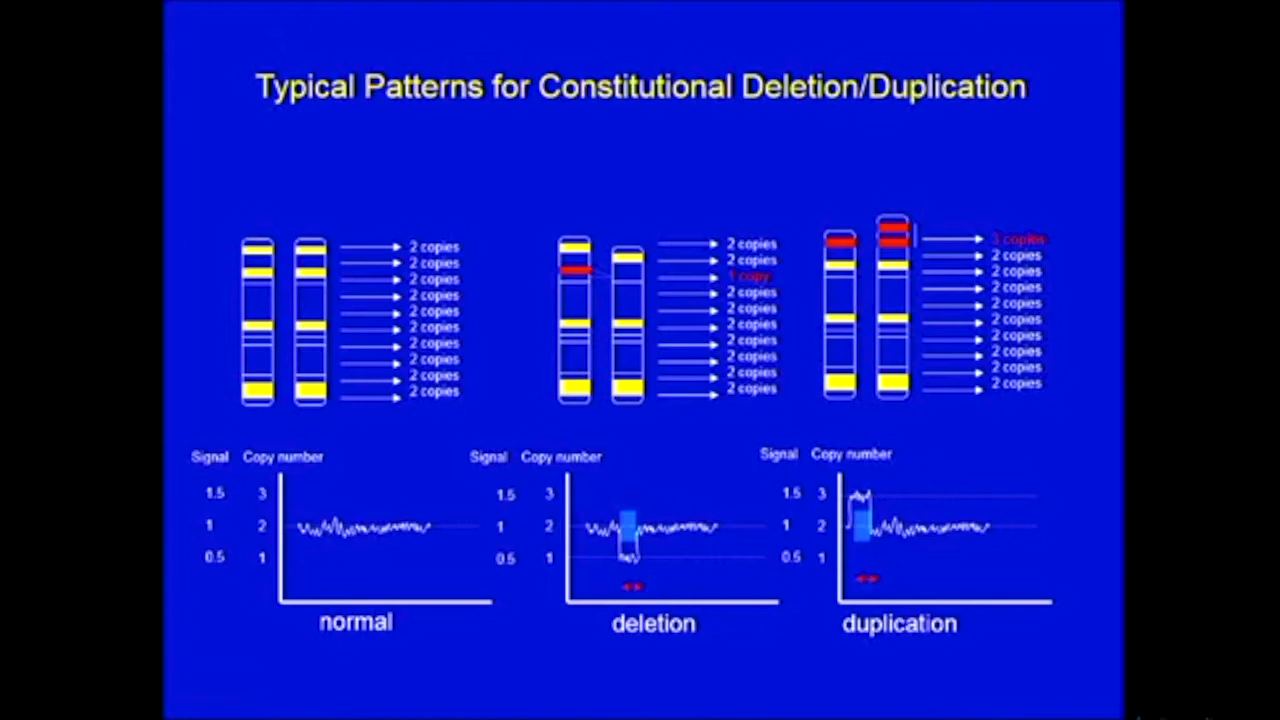 Typical Patterns for Constitutional Deletion/Duplication
2 copies
2 copies
2 copies
2 copies
2 copies
2 copies
2 copies
2 copies
2 copies
2 copies
2 copies
2 copies
1 copy
2 copies
2 copies
2 copies
2 copies
2 copies
2 copies
2 copies
3 copies
2 copies
2 copies
2 copies
2 copies
2 copies
2 copies
2 copies
2 copies
2 copies
Signal Copy number
1.5 3
1 2
0.5 1
normal
Signal Copy number
1.5 3
1 2
0.5 1
deletion
Signal Copy number
1.5 3
1 2
0.5 1
duplication